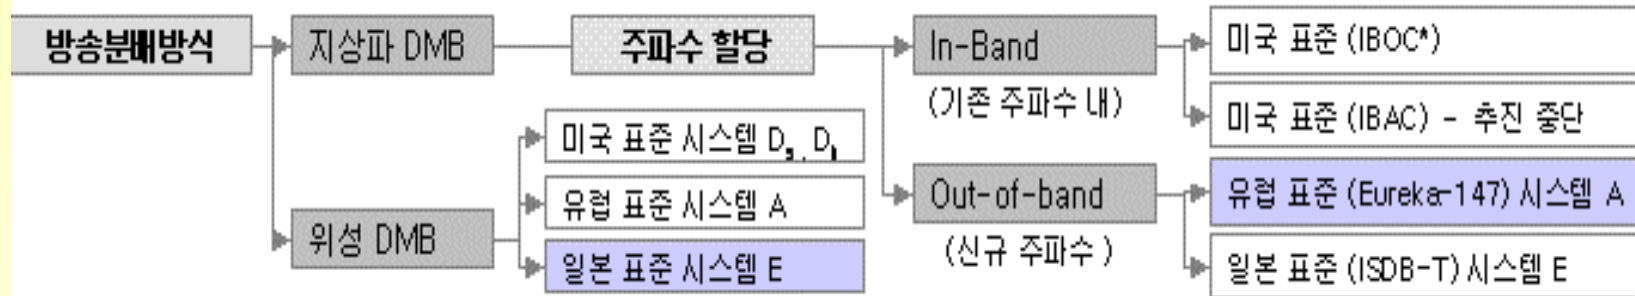 방송분배방식
지상파 DMB
주파수 할당
In-Band
(기존 주파수 내)
미국 표준 (IBOC*)
미국 표준 (IBAC) - 추진 중단
Out-of-band
(신규 주파수 )
유럽 표준 (Eureka-147) 시스템 A
일본 표준 (ISDB-T) 시스템 E
위성 DMB
미국 표준 시스템 D
유럽 표준 시스템 A
일본 표준 시스템 E